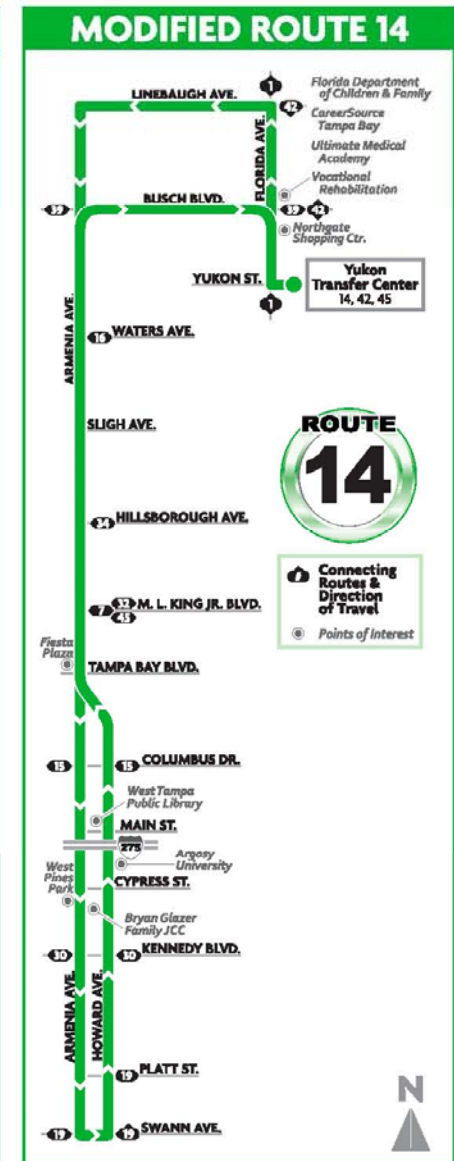 MODIFIED ROUTE 14
1
Florida Department
of Children & Family
LINEBAUGH AVE.
42
CareerSource
Tampa Bay
FLORIDA AVE.
Ultimate Medical
Academy
Vocational
Rehabilitation
BUSCH BLVD.
39
39 42
Northgate
Shopping Ctr.
YUKON ST.
Yukon
Transfer Center
14, 42, 45
1
ARMENIA AVE.
16 WATERS AVE.
SLIGH AVE.
ROUTE
14
34 HILLSBOROUGH AVE.
Connecting
Routes &
Direction
of Travel
Points of Interest
7 32 M. L. KING JR. BLVD.
45
Fiesta
Plaza
TAMPA BAY BLVD.
15
15 COLUMBUS DR.
West Tampa
Public Library
MAIN ST.
275
Argosy
University
West
Pines
Park
CYPRESS ST.
Bryan Glazer
Family JCC
30
30 KENNEDY BLVD.
ARMENIA AVE.
HOWARD AVE.
19 PLATT ST.
19
19 SWANN AVE.
N